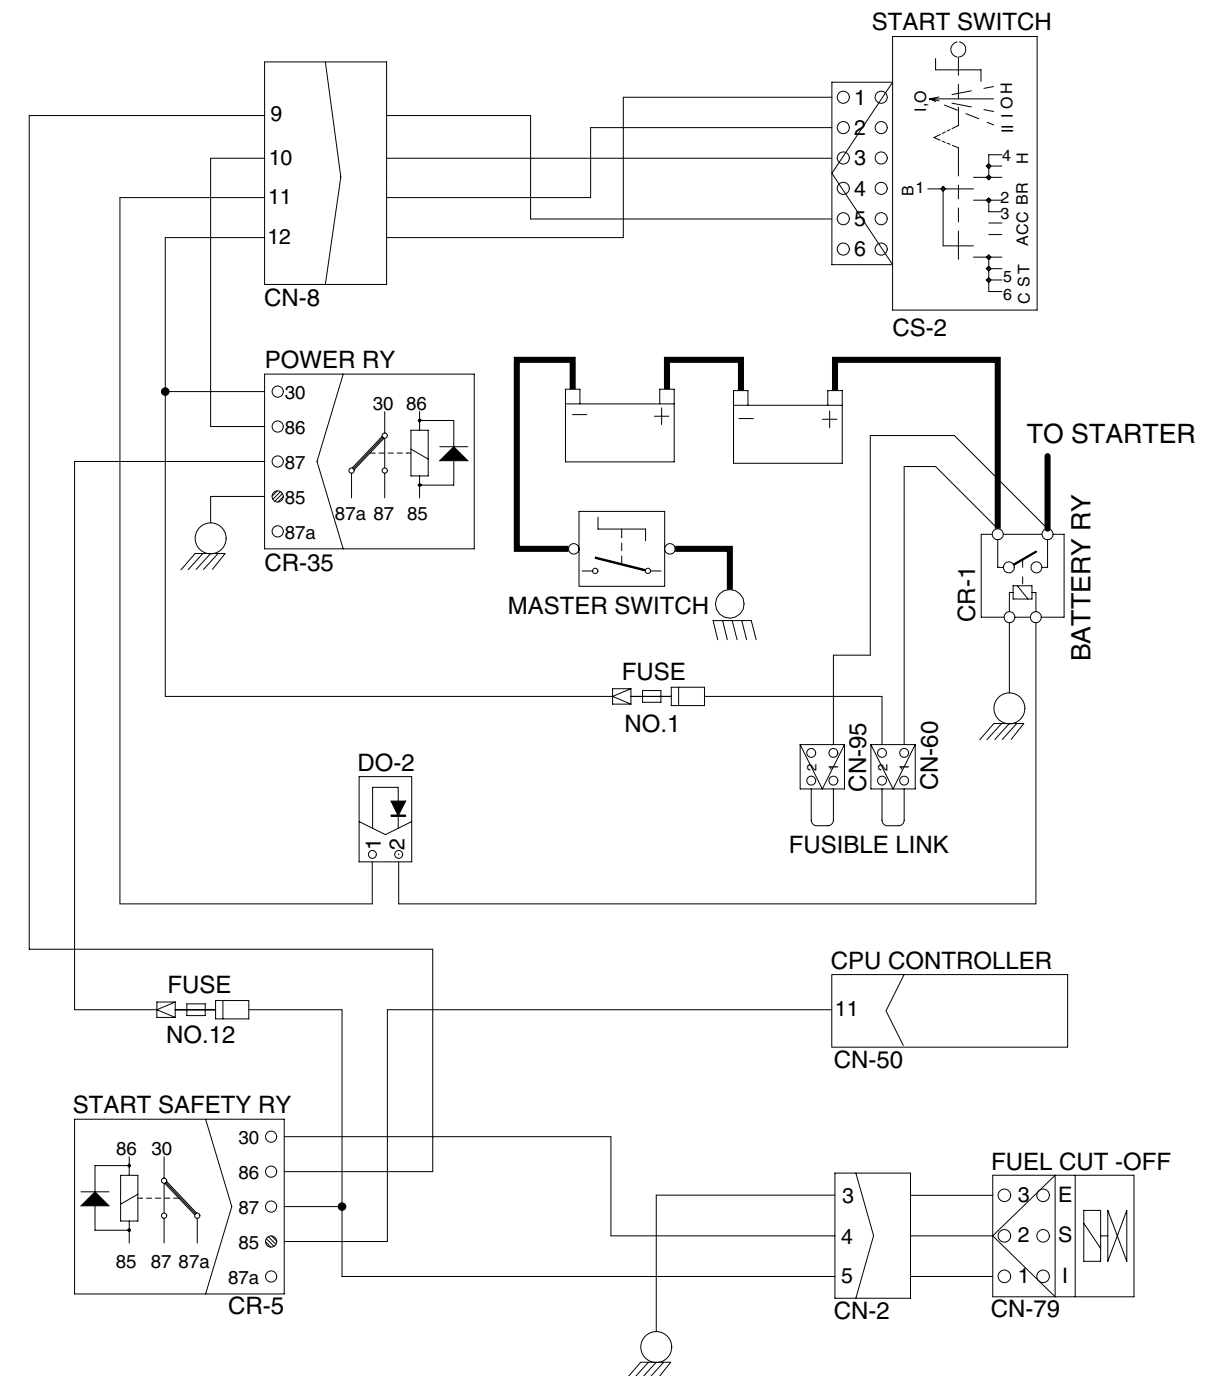 START SWITCH
9
10
11
12
CN-8
1
2
3
4
5
6
I,O
H
O
I
II
4 H
B 1
2 BR
3
ACC
5 ST
6 C
CS-2
POWER RY
30
86
87
85
87a
30 86
87a 87 85
CR-35
− +
− +
TO STARTER
MASTER SWITCH
CR-1
BATTERY RY
FUSE
NO.1
2 1
CN-95
2 1
CN-60
FUSIBLE LINK
DO-2
1 2
FUSE
NO.12
CPU CONTROLLER
11
CN-50
START SAFETY RY
86 30
85 87 87a
30
86
87
85
87a
CR-5
3
4
5
CN-2
FUEL CUT -OFF
3 E
2 S
1 I
CN-79